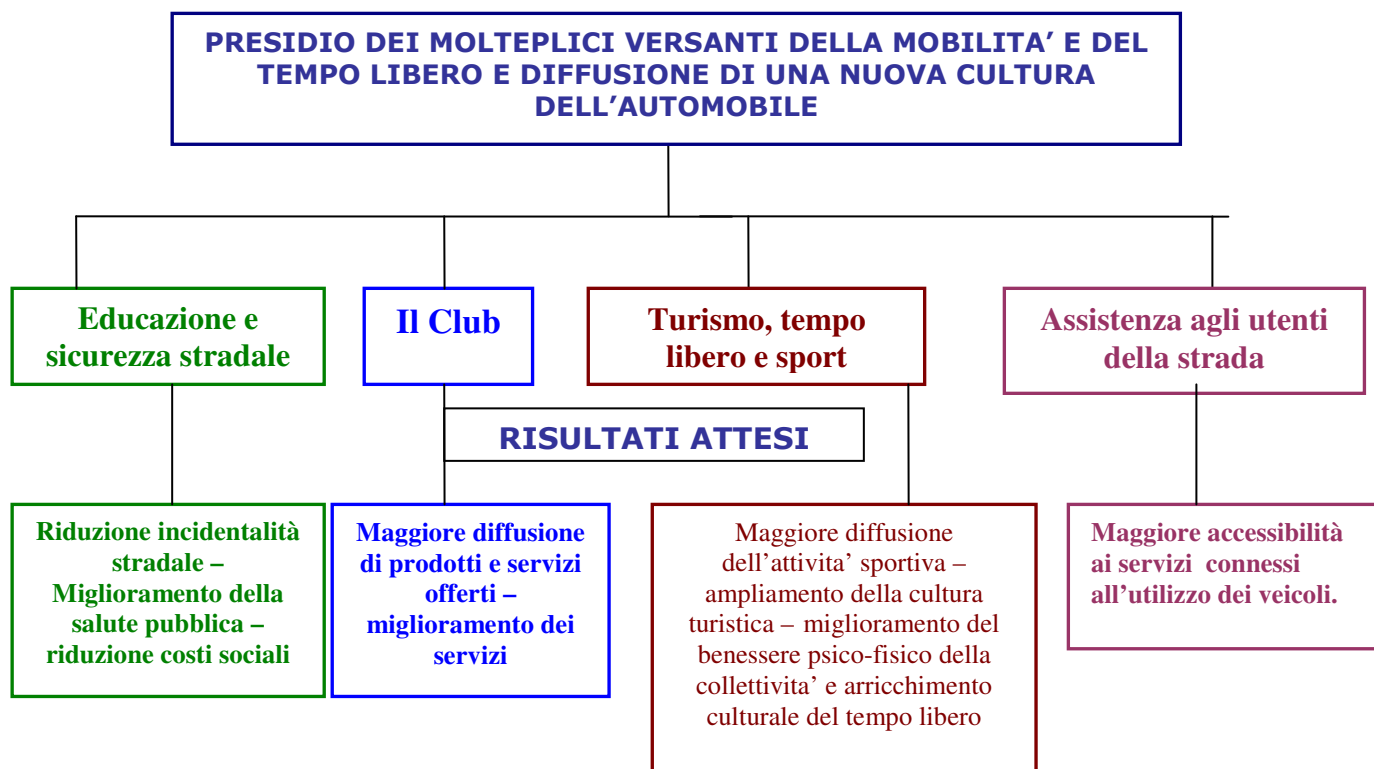 PRESIDIO DEI MOLTEPLICI VERSANTI DELLA MOBILITA’ E DEL
TEMPO LIBERO E DIFFUSIONE DI UNA NUOVA CULTURA
DELL’AUTOMOBILE
Educazione e
sicurezza stradale
Il Club
Turismo, tempo
libero e sport
Assistenza agli utenti
della strada
RISULTATI ATTESI
Riduzione incidentalità
stradale –
Miglioramento della
salute pubblica –
riduzione costi sociali
Maggiore diffusione
di prodotti e servizi
offerti –
miglioramento dei
servizi
Maggiore diffusione
dell’attivita’ sportiva –
ampliamento della cultura
turistica – miglioramento del
benessere psico-fisico della
collettivita’ e arricchimento
culturale del tempo libero
Maggiore accessibilità
ai servizi  connessi
all’utilizzo dei veicoli.